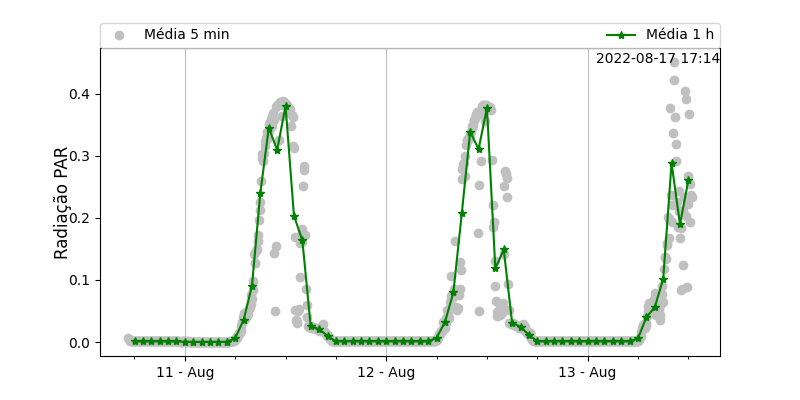 Média 5 min
Média 1 h
2022-08-17 17:14
Radiação PAR
0.4
0.3
0.2
0.1
0.0
11 - Aug
12 - Aug
13 - Aug